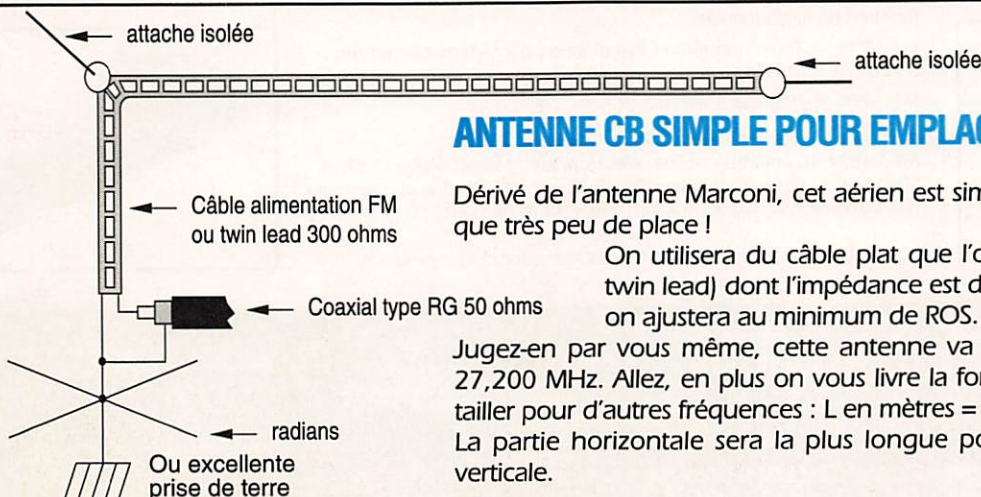 attache isolée
attache isolée
Câble alimentation FM
ou twin lead 300 ohms
Coaxial type RG 50 ohms
radians
Ou excellente
prise de terre
ANTENNE CB SIMPLE POUR
Dérivé de l'antenne Marconi, cet aérien est
que très peu de place !
On utilisera du câble plat que
twin lead) dont l'impédance est
on ajustera au minimum de ROS.
Jugez-en par vous même, cette antenne va
27,200 MHz. Allez, en plus on vous livre la
tailler pour d'autres fréquences : L en mètres =
La partie horizontale sera la plus longue
verticale.